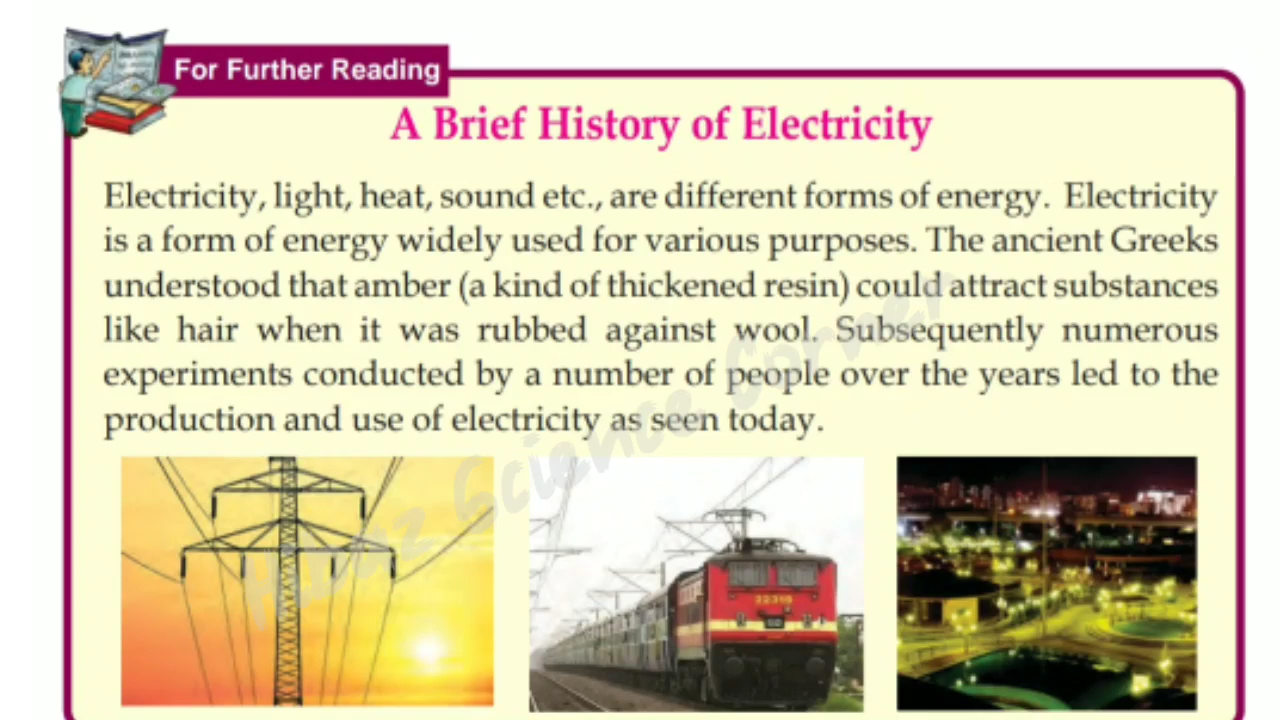 For Further Reading
A Brief History of Electricity
Electricity, light, heat, sound etc., are different forms of energy. Electricity
is a form of energy widely used for various purposes. The ancient Greeks
understood that amber (a kind of thickened resin) could attract substances
like hair when it was rubbed against wool. Subsequently numerous
experiments conducted by a number of people over the years led to the
production and use of electricity as seen today.
Science Corner